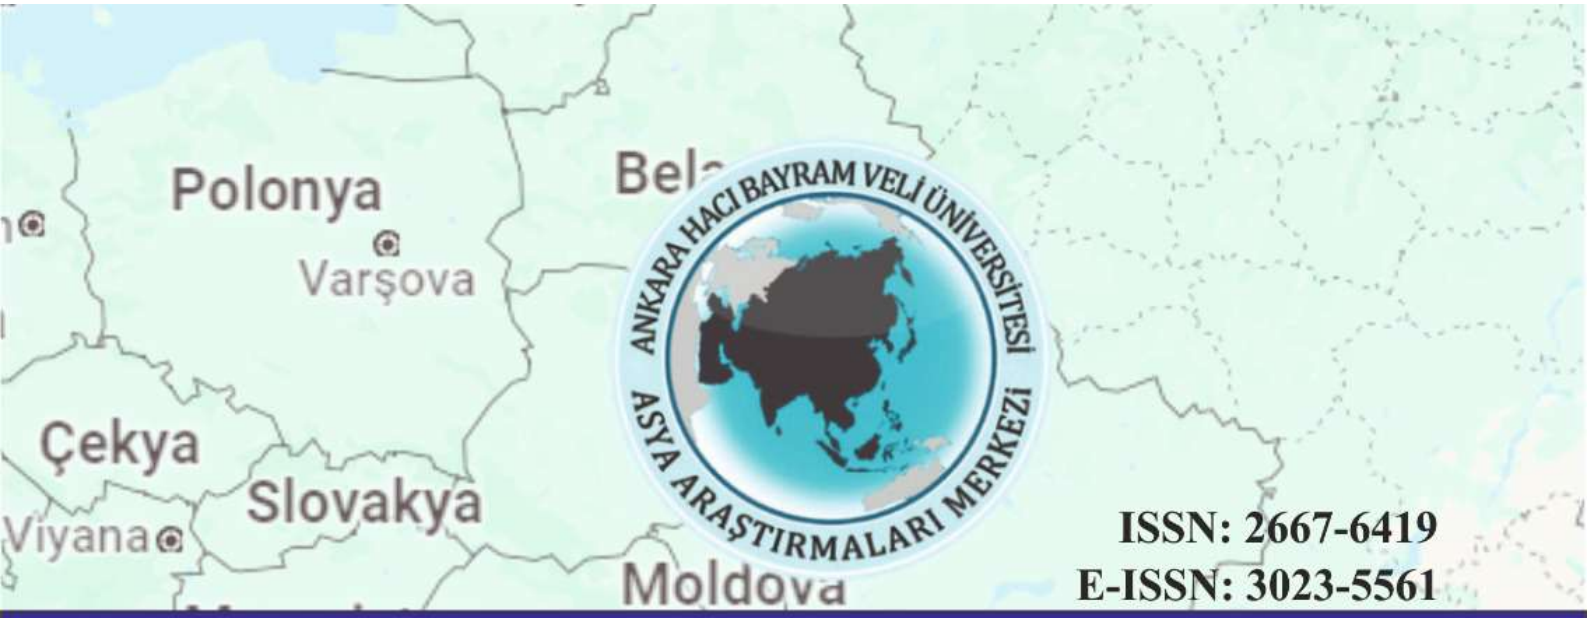 Polonya
Varşova
Çekya
Slovakya
Viyana
Moldova
ANKARA HACI BAYRAM VELİ ÜNİVERSİTESİ
ASYA ARAŞTIRMALARI MERKEZİ
ISSN: 2667-6419
E-ISSN: 3023-5561